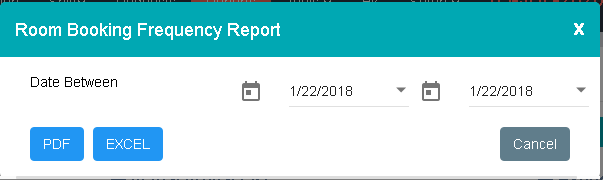 Room Booking Frequency Report x
Date Between 1/22/2018 1/22/2018
PDF EXCEL Cancel